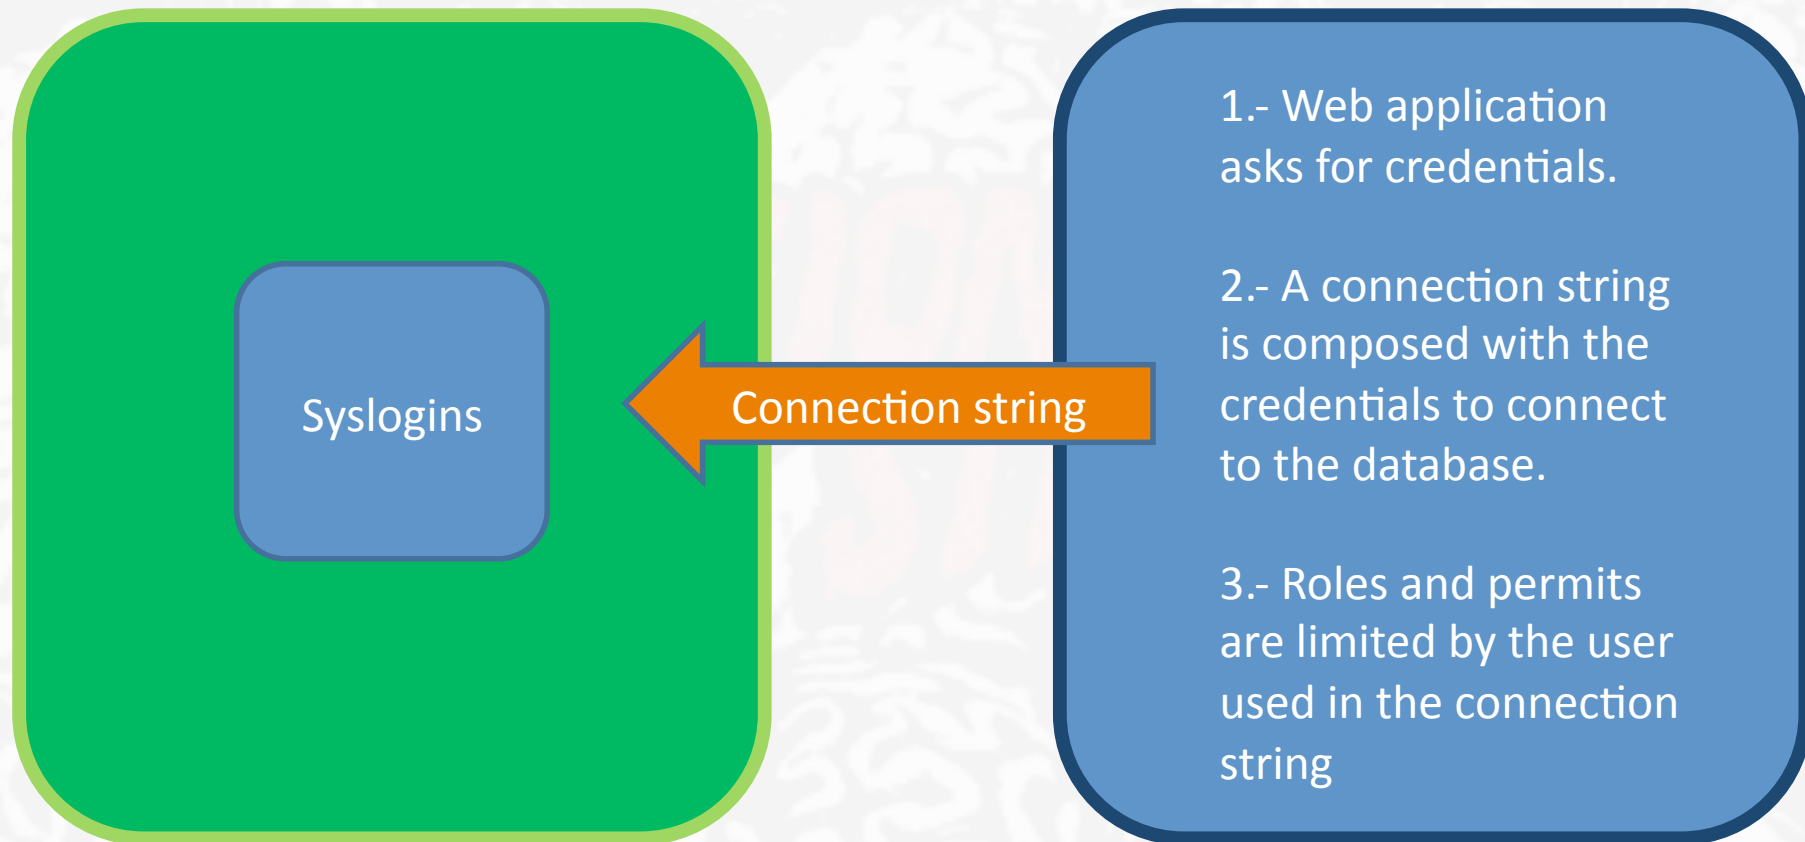 Syslogins
Connection string
1.- Web application
asks for credentials.
2.- A connection string
is composed with the
credentials to connect
to the database.
3.- Roles and permits
are limited by the user
used in the connection
string